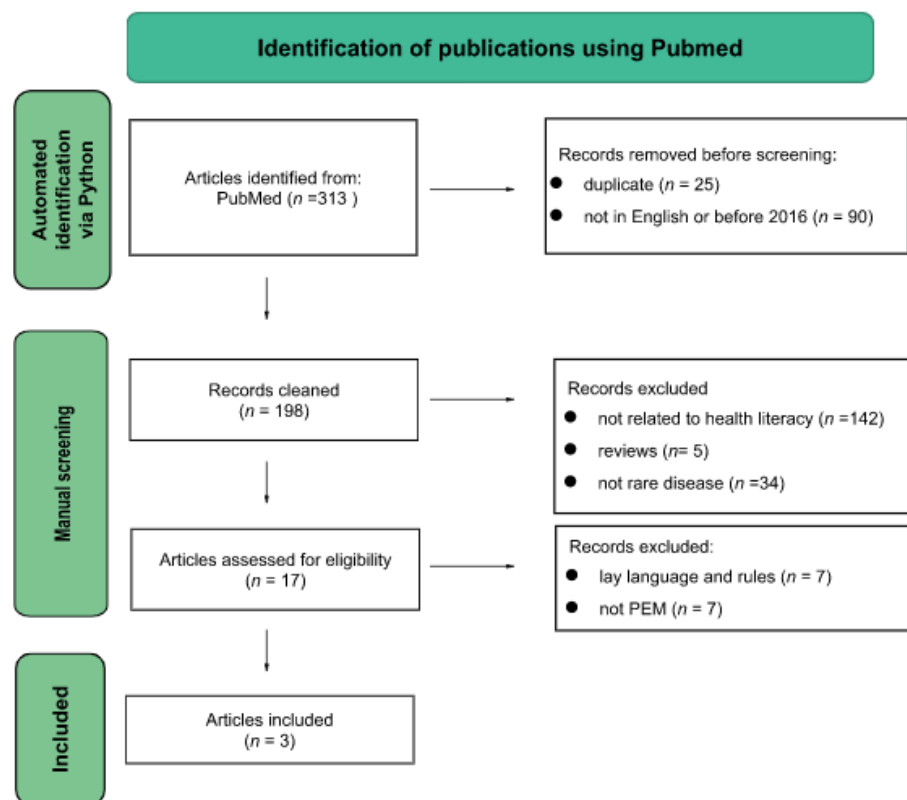 Identification of publications using Pubmed
Automated
identification
via Python
Articles identified from:
PubMed (n =313 )
Records removed before screening:
● duplicate (n = 25)
● not in English or before 2016 (n = 90)
Manual screening
Records cleaned
(n = 198)
Records excluded
● not related to health literacy (n =142)
● reviews (n= 5)
● not rare disease (n =34)
Articles assessed for eligibility
(n = 17)
Records excluded:
● lay language and rules (n = 7)
● not PEM (n = 7)
Included
Articles included
(n = 3)